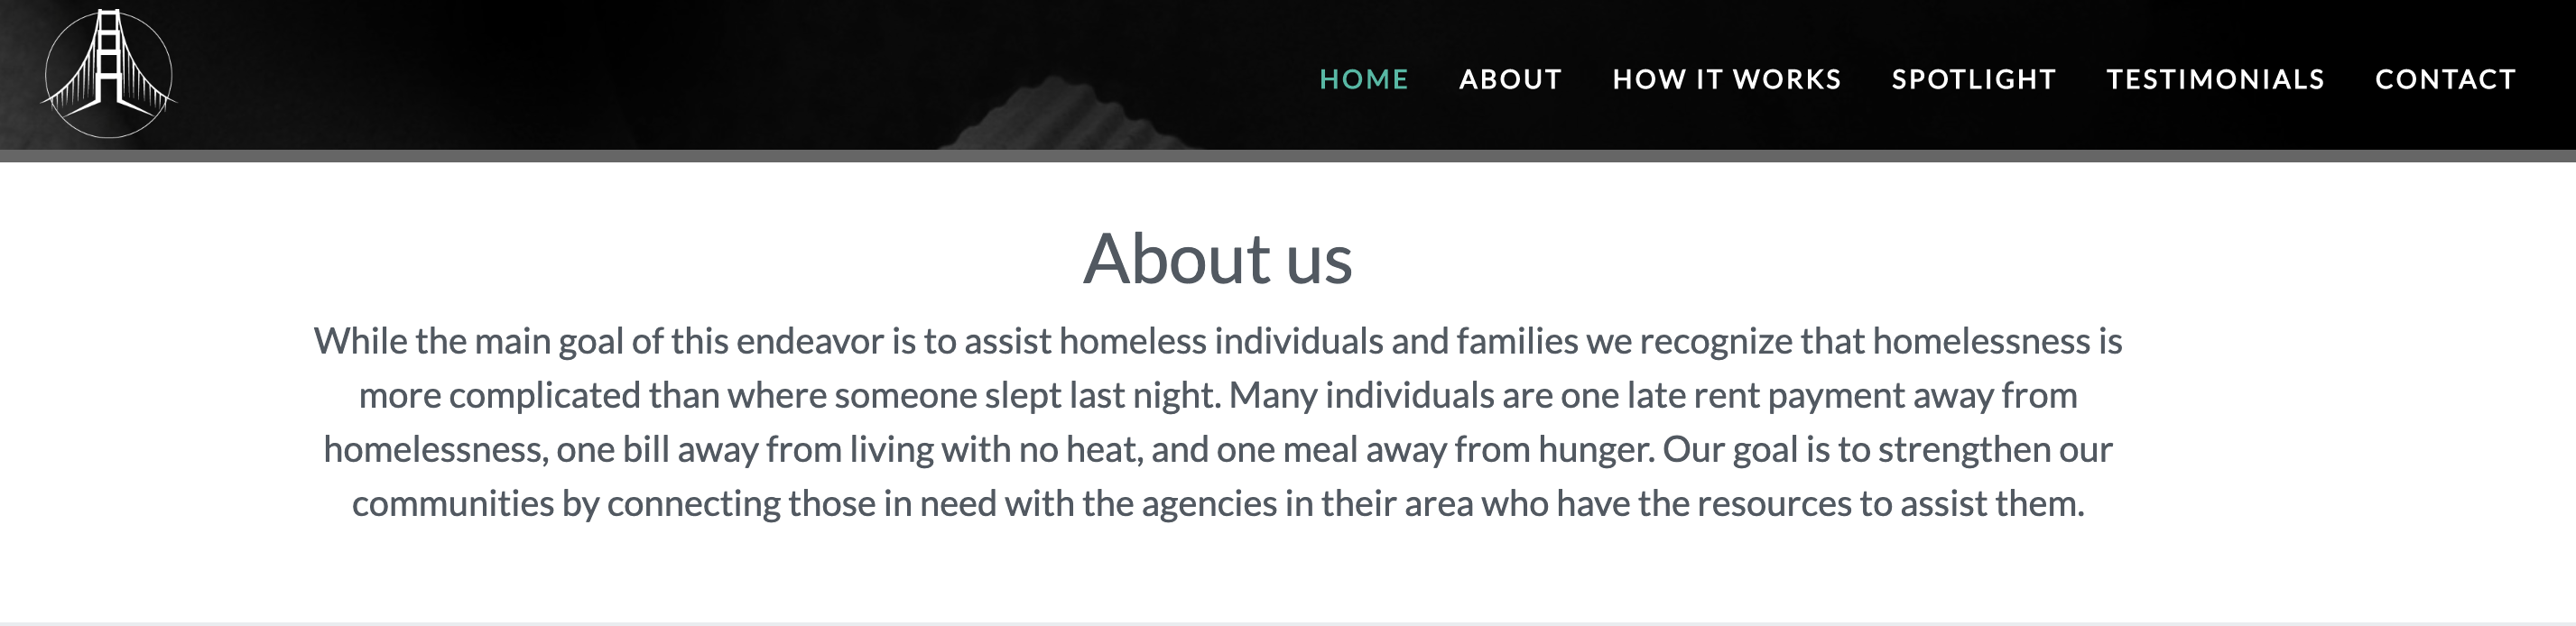 HOME ABOUT HOW IT WORKS SPOTLIGHT TESTIMONIALS CONTACT
About us
While the main goal of this endeavor is to assist homeless individuals and families we recognize that homelessness is
more complicated than where someone slept last night. Many individuals are one late rent payment away from
homelessness, one bill away from living with no heat, and one meal away from hunger. Our goal is to strengthen our
communities by connecting those in need with the agencies in their area who have the resources to assist them.